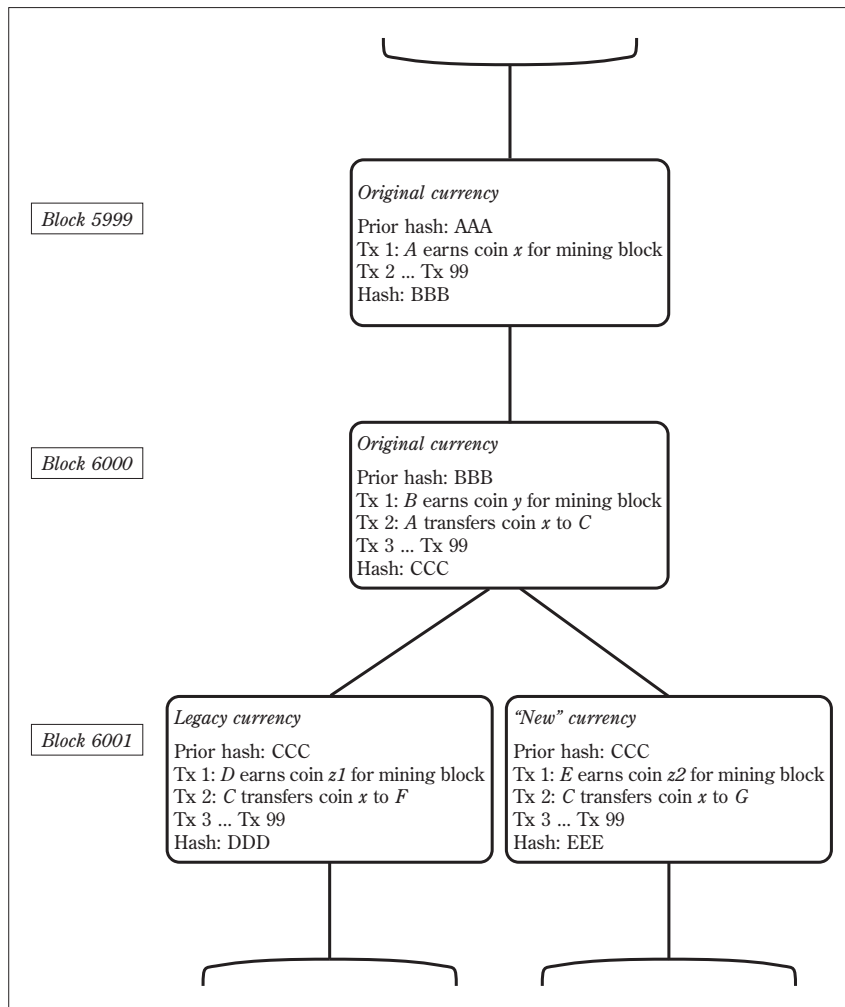 Block 5999
Original currency
Prior hash: AAA
Tx 1: A earns coin x for mining block
Tx 2 ... Tx 99
Hash: BBB
Block 6000
Original currency
Prior hash: BBB
Tx 1: B earns coin y for mining block
Tx 2: A transfers coin x to C
Tx 3 ... Tx 99
Hash: CCC
Block 6001
Legacy currency
Prior hash: CCC
Tx 1: D earns coin z1 for mining block
Tx 2: C transfers coin x to F
Tx 3 ... Tx 99
Hash: DDD
“New” currency
Prior hash: CCC
Tx 1: E earns coin z2 for mining block
Tx 2: C transfers coin x to G
Tx 3 ... Tx 99
Hash: EEE